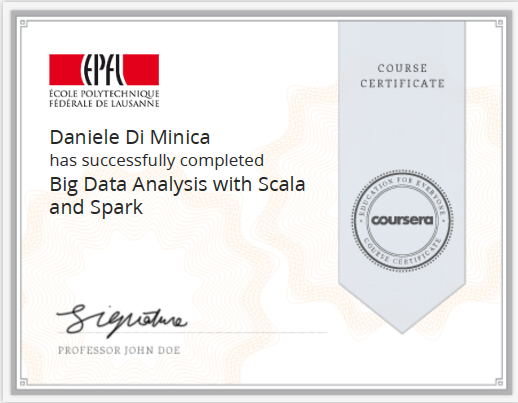 EPFL
ÉCOLE POLYTECHNIQUE
FÉDÉRALE DE LAUSANNE
Daniele Di Minica
has successfully completed
Big Data Analysis with Scala
and Spark
Signature
PROFESSOR JOHN DOE
COURSE
CERTIFICATE
EDUCATION FOR EVERYONE
coursera
COURSE CERTIFICATE